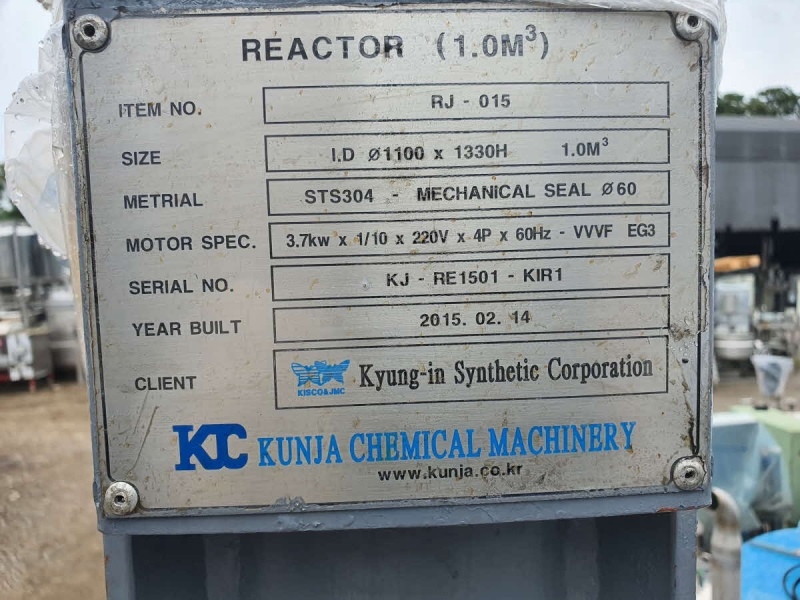 REACTOR (1.0M³)
ITEM NO. RJ - 015
SIZE I.D Ø1100 x 1330H 1.0M³
METRIAL STS304 - MECHANICAL SEAL Ø60
MOTOR SPEC. 3.7kw x 1/10 x 220V x 4P x 60Hz - VVVF EG3
SERIAL NO. KJ - RE1501 - KIR1
YEAR BUILT 2015. 02. 14
CLIENT KISCO&JMC Kyung-in Synthetic Corporation
KC KUNJA CHEMICAL MACHINERY
www.kunja.co.kr